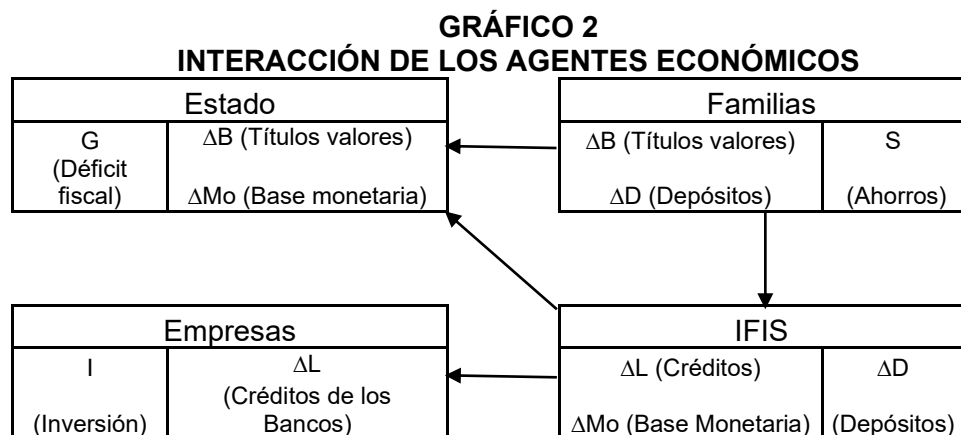 GRÁFICO 2
INTERACCIÓN DE LOS AGENTES ECONÓMICOS
Estado
G
(Déficit
fiscal)
∆B (Títulos valores)
∆Mo (Base monetaria)
Familias
∆B (Títulos valores)
∆D (Depósitos)
S
(Ahorros)
Empresas
I
(Inversión)
∆L
(Créditos de los
Bancos)
IFIS
∆L (Créditos)
∆Mo (Base Monetaria)
∆D
(Depósitos)